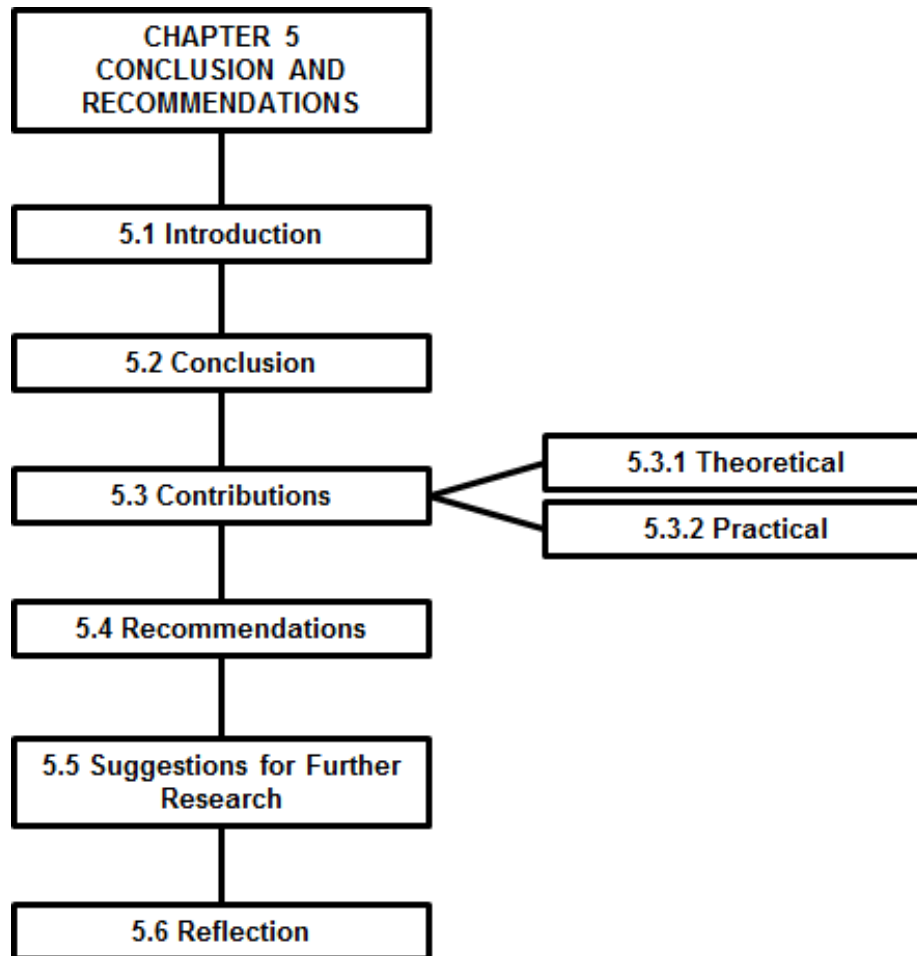 CHAPTER 5
CONCLUSION AND
RECOMMENDATIONS
5.1 Introduction
5.2 Conclusion
5.3 Contributions
5.3.1 Theoretical
5.3.2 Practical
5.4 Recommendations
5.5 Suggestions for Further
Research
5.6 Reflection